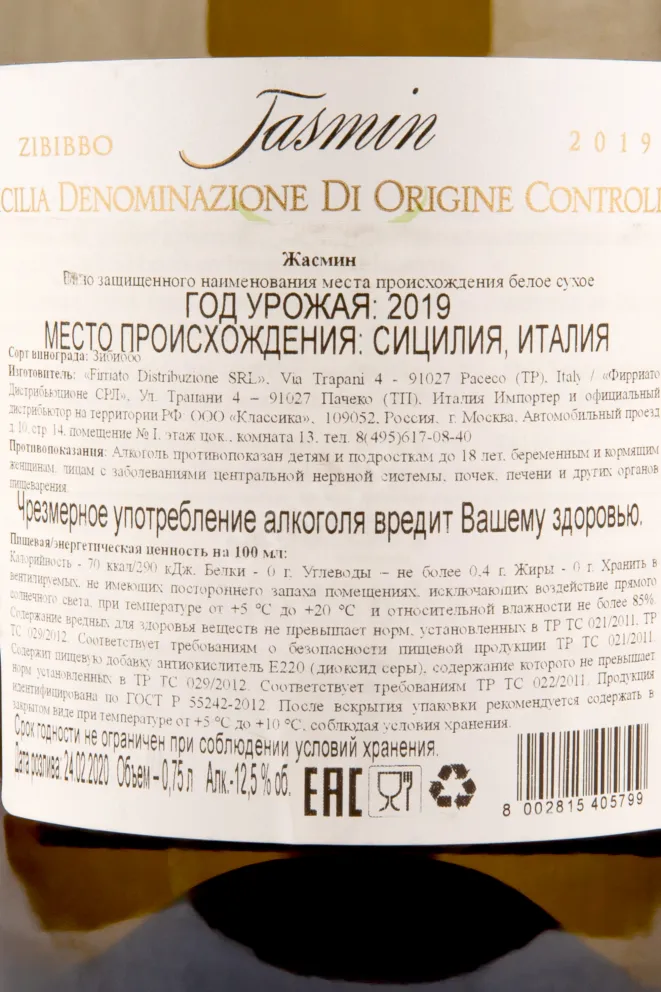 Jasmin
ZIBIBBO
2019
CILIA DENOMINAZIONE DI ORIGINE CONTROLL
Жасмин
Вино защищенного наименования места происхождения белое сухое
ГОД УРОЖАЯ: 2019
МЕСТО ПРОИСХОЖДЕНИЯ: СИЦИЛИЯ, ИТАЛИЯ
Сорт винограда: Зибиббо
Изготовитель: «Firriato Distribuzione SRL». Via Trapani 4 - 91027 Paceco (TP). Italy / «Фирриато
Дистрибьюционе СРЛ», Ул. Трапани 4 – 91027 Пачеко (ТП). Италия Импортер и официальный
дистрибьютор на территории РФ: ООО «Классика», 109052, Россия, г. Москва, Автомобильный проезд
д.10, стр.14, помещение № I, этаж цок., комната 13, тел. 8(495)617-08-40
Противопоказания: Алкоголь противопоказан детям и подросткам до 18 лет, беременным и кормящим
женщинам, лицам с заболеваниями центральной нервной системы, почек, печени и других органов
пищеварения.
Чрезмерное употребление алкоголя вредит Вашему здоровью.
Пищевая/энергетическая ценность на 100 мл:
Калорийность - 70 ккал/290 кДж. Белки - 0 г. Углеводы – не более 0,4 г. Жиры - 0 г. Хранить в
вентилируемых, не имеющих постороннего запаха помещениях, исключающих воздействие прямого
солнечного света, при температуре от +5 °C до +20 °C и относительной влажности не более 85%.
Содержание вредных для здоровья веществ не превышает норм, установленных в ТР ТС 021/2011, ТР
ТС 029/2012. Соответствует требованиям о безопасности пищевой продукции ТР ТС 021/2011.
Содержит пищевую добавку антиокислитель Е220 (диоксид серы), содержание которого не превышает
норм установленных в ТР ТС 029/2012. Соответствует требованиям ТР ТС 022/2011. Продукция
идентифицирована по ГОСТ Р 55242-2012. После вскрытия упаковки рекомендуется содержать в
закрытом виде при температуре от +5 °C до +10 °C, соблюдая условия хранения.
Срок годности не ограничен при соблюдении условий хранения.
Дата розлива: 24.02.2020 Объем – 0,75 л Алк.-12,5 % об.
EAC
8 002815 405799